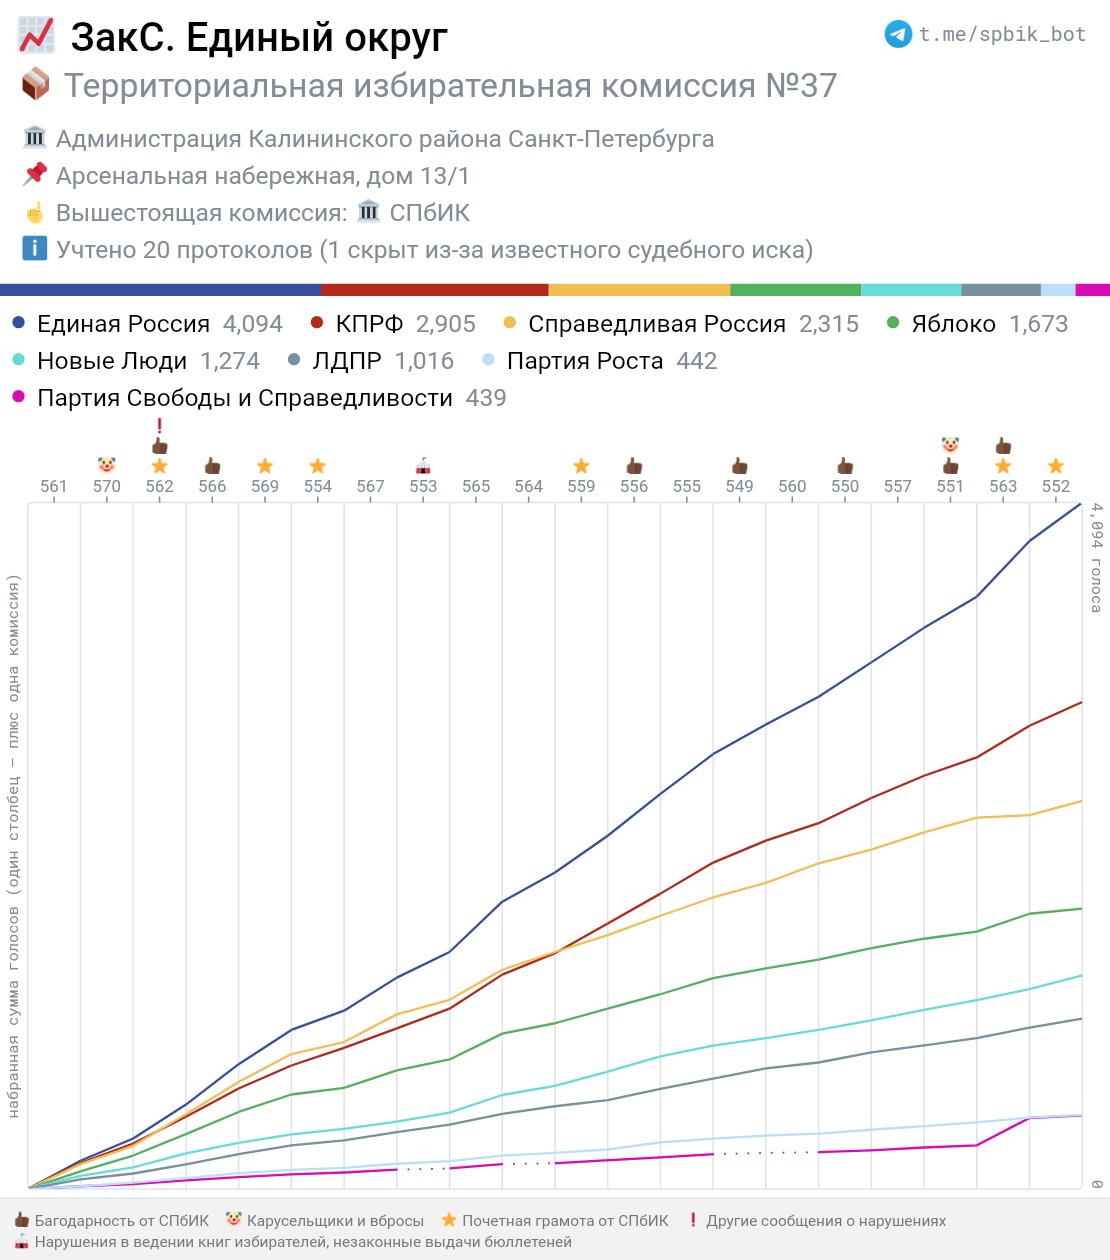 ЗакС. Единый округ
t.me/spbik_bot
Территориальная избирательная комиссия №37
Администрация Калининского района Санкт-Петербурга
Арсенальная набережная, дом 13/1
Вышестоящая комиссия: СПбИК
Учтено 20 протоколов (1 скрыт из-за известного судебного иска)
Единая Россия 4,094 КПРФ 2,905 Справедливая Россия 2,315 Яблоко 1,673
Новые Люди 1,274 ЛДПР 1,016 Партия Роста 442
Партия Свободы и Справедливости 439
561 570 562 566 569 554 567 553 565 564 559 556 555 549 560 550 557 551 563 552
4,094 голоса
набранная сумма голосов (один столбец — плюс одна комиссия)
0
Багодарность от СПбИК Карусельщики и вбросы Почетная грамота от СПбИК Другие сообщения о нарушениях
Нарушения в ведении книг избирателей, незаконные выдачи бюллетеней